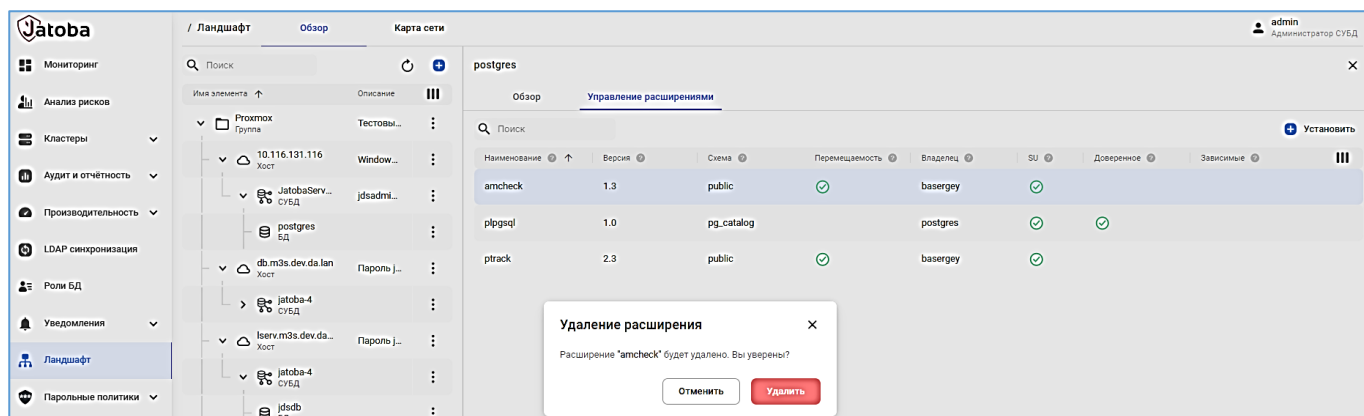 Jatoba
Мониторинг
Анализ рисков
Кластеры
Аудит и отчётность
Производительность
LDAP синхронизация
Роли БД
Уведомления
Ландшафт
Парольные политики
/ Ландшафт Обзор Карта сети
admin
Администратор СУБД
Поиск
Имя элемента Описание
Proxmox Тестовы...
Группа
10.116.131.116 Window...
Хост
JatobaServ... jdsadmi...
СУБД
postgres
БД
db.m3s.dev.da.lan Пароль j...
Хост
jatoba-4
СУБД
lserv.m3s.dev.da... Пароль j...
Хост
jatoba-4
СУБД
jdsdb
postgres
Обзор Управление расширениями
Поиск Установить
Наименование Версия Схема Перемещаемость Владелец SU Доверенное Зависимые
amcheck 1.3 public basergey
plpgsql 1.0 pg_catalog postgres
ptrack 2.3 public basergey
Удаление расширения
Расширение "amcheck" будет удалено. Вы уверены?
Отменить Удалить